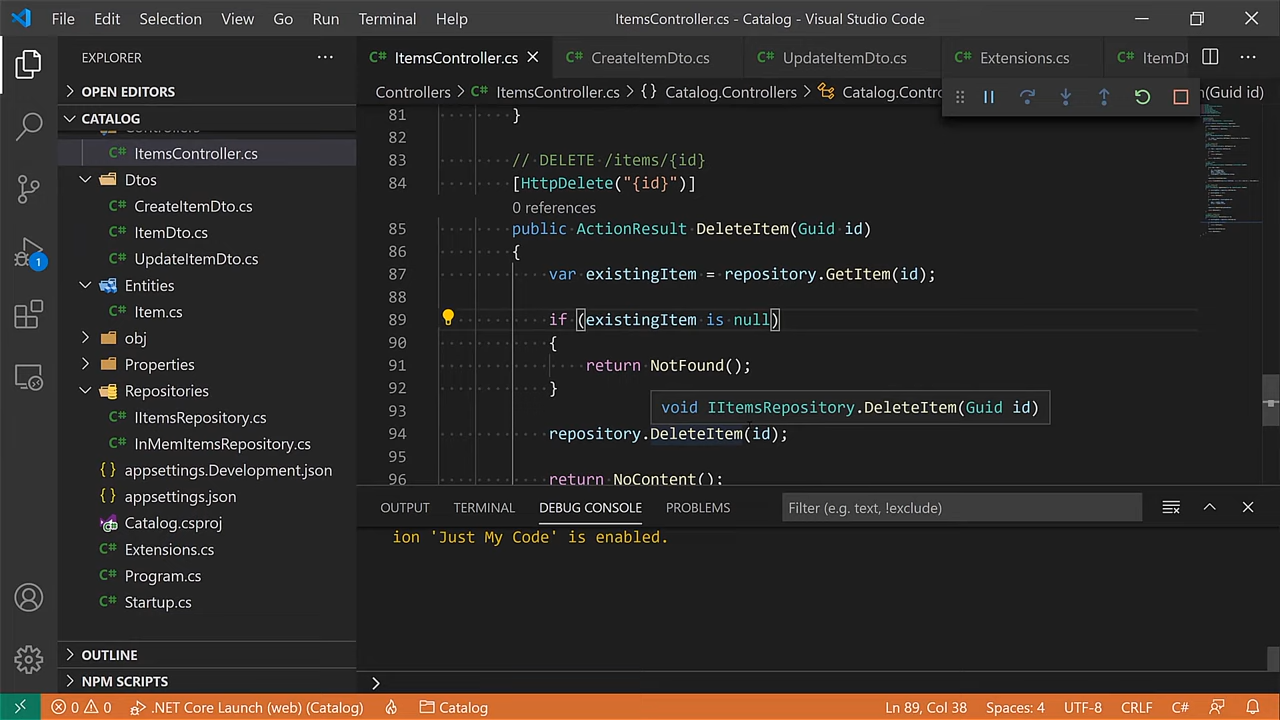 File Edit Selection View Go Run Terminal Help ItemsController.cs - Catalog - Visual Studio Code
EXPLORER
OPEN EDITORS
CATALOG
Controllers
C# ItemsController.cs
Dtos
C# CreateItemDto.cs
C# ItemDto.cs
C# UpdateItemDto.cs
Entities
C# Item.cs
obj
Properties
Repositories
C# IItemsRepository.cs
C# InMemItemsRepository.cs
{} appsettings.Development.json
{} appsettings.json
Catalog.csproj
C# Extensions.cs
C# Program.cs
C# Startup.cs
OUTLINE
NPM SCRIPTS
1
C# ItemsController.cs C# CreateItemDto.cs C# UpdateItemDto.cs C# Extensions.cs C# ItemDt
Controllers > C# ItemsController.cs > {} Catalog.Controllers > Catalog.Contro (Guid id)
81 }
82
83 // DELETE /items/{id}
84 [HttpDelete("{id}")]
references
85 public ActionResult DeleteItem(Guid id)
86 {
87 var existingItem = repository.GetItem(id);
88
89 if (existingItem is null)
90 {
91 return NotFound();
92 }
void IItemsRepository.DeleteItem(Guid id)
93
94 repository.DeleteItem(id);
95
96 return NoContent();
OUTPUT TERMINAL DEBUG CONSOLE PROBLEMS Filter (e.g. text, !exclude)
ion 'Just My Code' is enabled.
>
0 0 .NET Core Launch (web) (Catalog) Catalog Ln 89, Col 38 Spaces: 4 UTF-8 CRLF C#